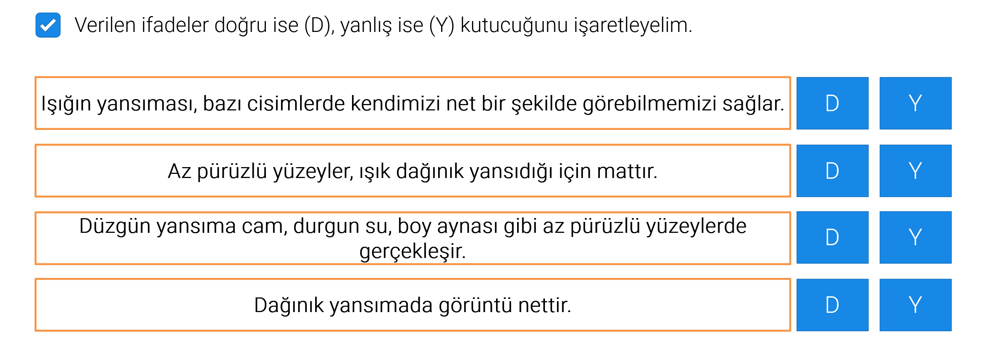 Verilen ifadeler doğru ise (D), yanlış ise (Y) kutucuğunu işaretleyelim.
Işığın yansıması, bazı cisimlerde kendimizi net bir şekilde görebilmemizi sağlar. D Y
Az pürüzlü yüzeyler, ışık dağınık yansıdığı için mattır. D Y
Düzgün yansıma cam, durgun su, boy aynası gibi az pürüzlü yüzeylerde
gerçekleşir. D Y
Dağınık yansımada görüntü nettir. D Y